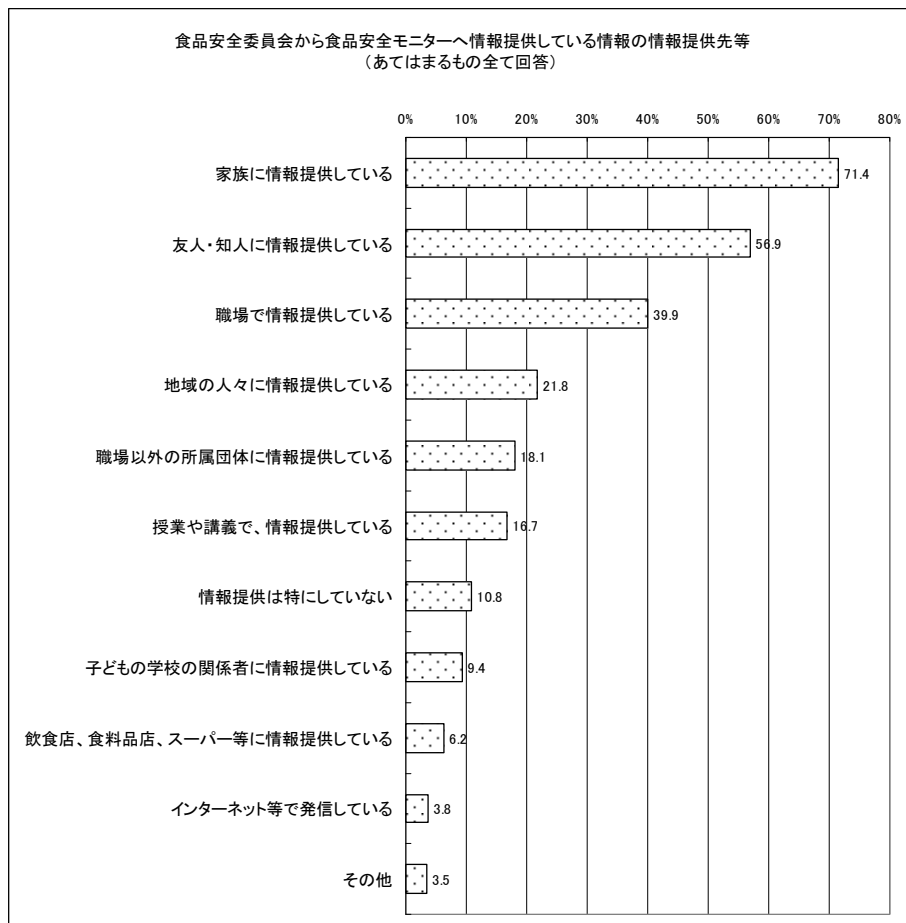 食品安全委員会から食品安全モニターへ情報提供している情報の情報提供先等
（あてはまるもの全て回答）
0% 10% 20% 30% 40% 50% 60% 70% 80%
家族に情報提供している 71.4
友人・知人に情報提供している 56.9
職場で情報提供している 39.9
地域の人々に情報提供している 21.8
職場以外の所属団体に情報提供している 18.1
授業や講義で、情報提供している 16.7
情報提供は特にしていない 10.8
子どもの学校の関係者に情報提供している 9.4
飲食店、食料品店、スーパー等に情報提供している 6.2
インターネット等で発信している 3.8
その他 3.5